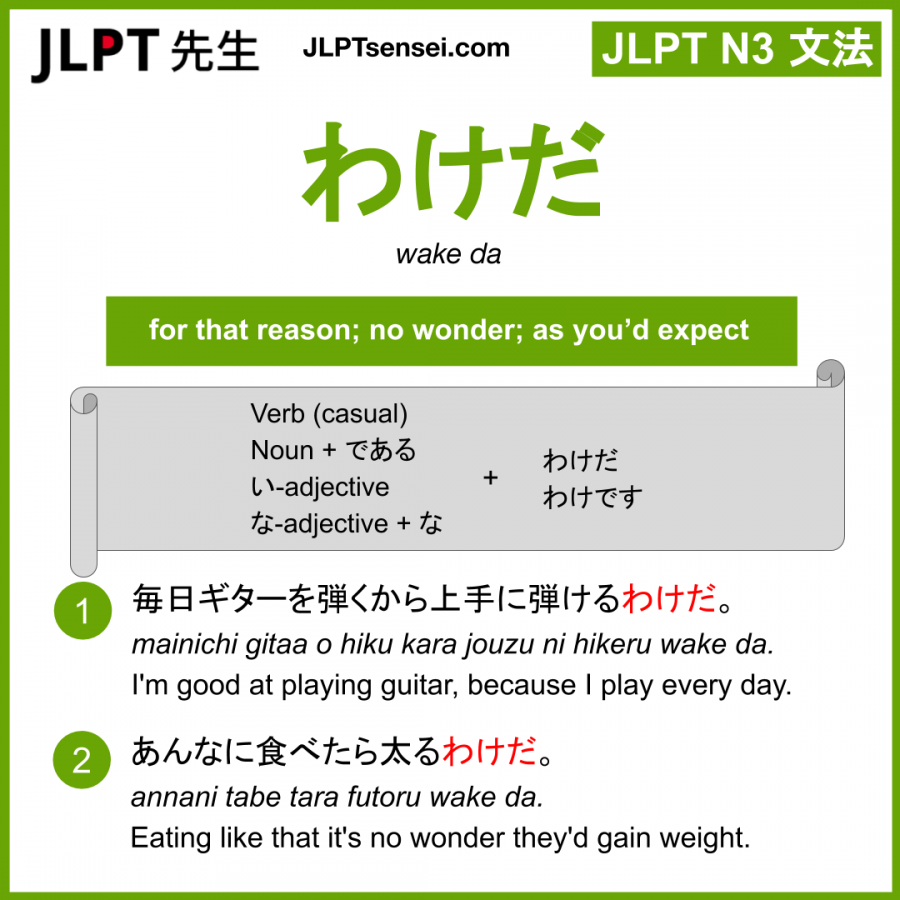 JLPT 先生
JLPTsensei.com
JLPT N3 文法
わけだ
wake da
for that reason; no wonder; as you’d expect
Verb (casual)
Noun + である
い-adjective
な-adjective + な
+
わけだ
わけです
1 毎日ギターを弾くから上手に弾けるわけだ。
mainichi gitaa o hiku kara jouzu ni hikeru wake da.
I'm good at playing guitar, because I play every day.
2 あんなに食べたら太るわけだ。
annani tabe tara futoru wake da.
Eating like that it's no wonder they'd gain weight.